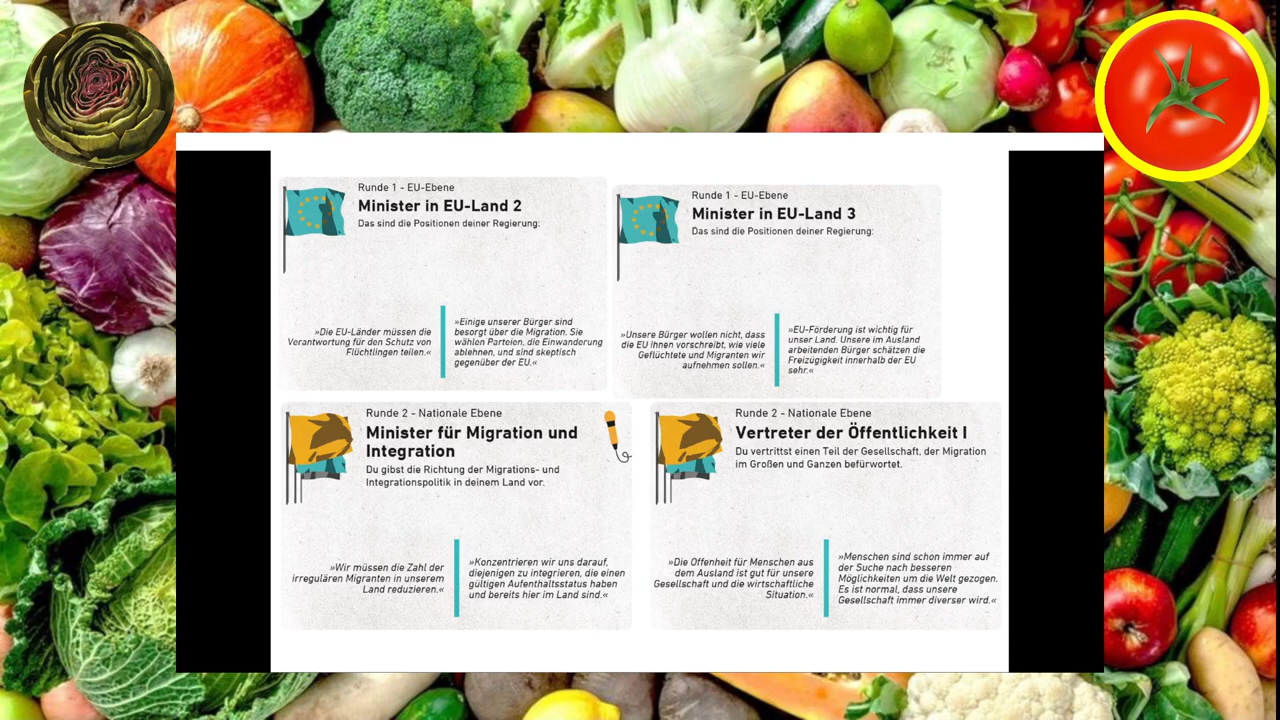 Runde 1 - EU-Ebene
Minister in EU-Land 2
Das sind die Positionen deiner Regierung:
»Die EU-Länder müssen die
Verantwortung für den Schutz von
Flüchtlingen teilen.«
»Einige unserer Bürger sind
besorgt über die Migration. Sie
wählen Parteien, die Einwanderung
ablehnen, und sind skeptisch
gegenüber der EU.«
Runde 1 - EU-Ebene
Minister in EU-Land 3
Das sind die Positionen deiner Regierung:
»Unsere Bürger wollen nicht, dass
die EU ihnen vorschreibt, wie viele
Geflüchtete und Migranten wir
aufnehmen sollen.«
»EU-Förderung ist wichtig für
unser Land. Unsere im Ausland
arbeitenden Bürger schätzen die
Freizügigkeit innerhalb der EU
sehr.«
Runde 2 - Nationale Ebene
Minister für Migration und
Integration
Du gibst die Richtung der Migrations- und
Integrationspolitik in deinem Land vor.
»Wir müssen die Zahl der
irregulären Migranten in unserem
Land reduzieren.«
»Konzentrieren wir uns darauf,
diejenigen zu integrieren, die einen
gültigen Aufenthaltsstatus haben
und bereits hier im Land sind.«
Runde 2 - Nationale Ebene
Vertreter der Öffentlichkeit I
Du vertrittst einen Teil der Gesellschaft, der Migration
im Großen und Ganzen befürwortet.
»Die Offenheit für Menschen aus
dem Ausland ist gut für unsere
Gesellschaft und die wirtschaftliche
Situation.«
»Menschen sind schon immer auf
der Suche nach besseren
Möglichkeiten um die Welt gezogen.
Es ist normal, dass unsere
Gesellschaft immer diverser wird.«